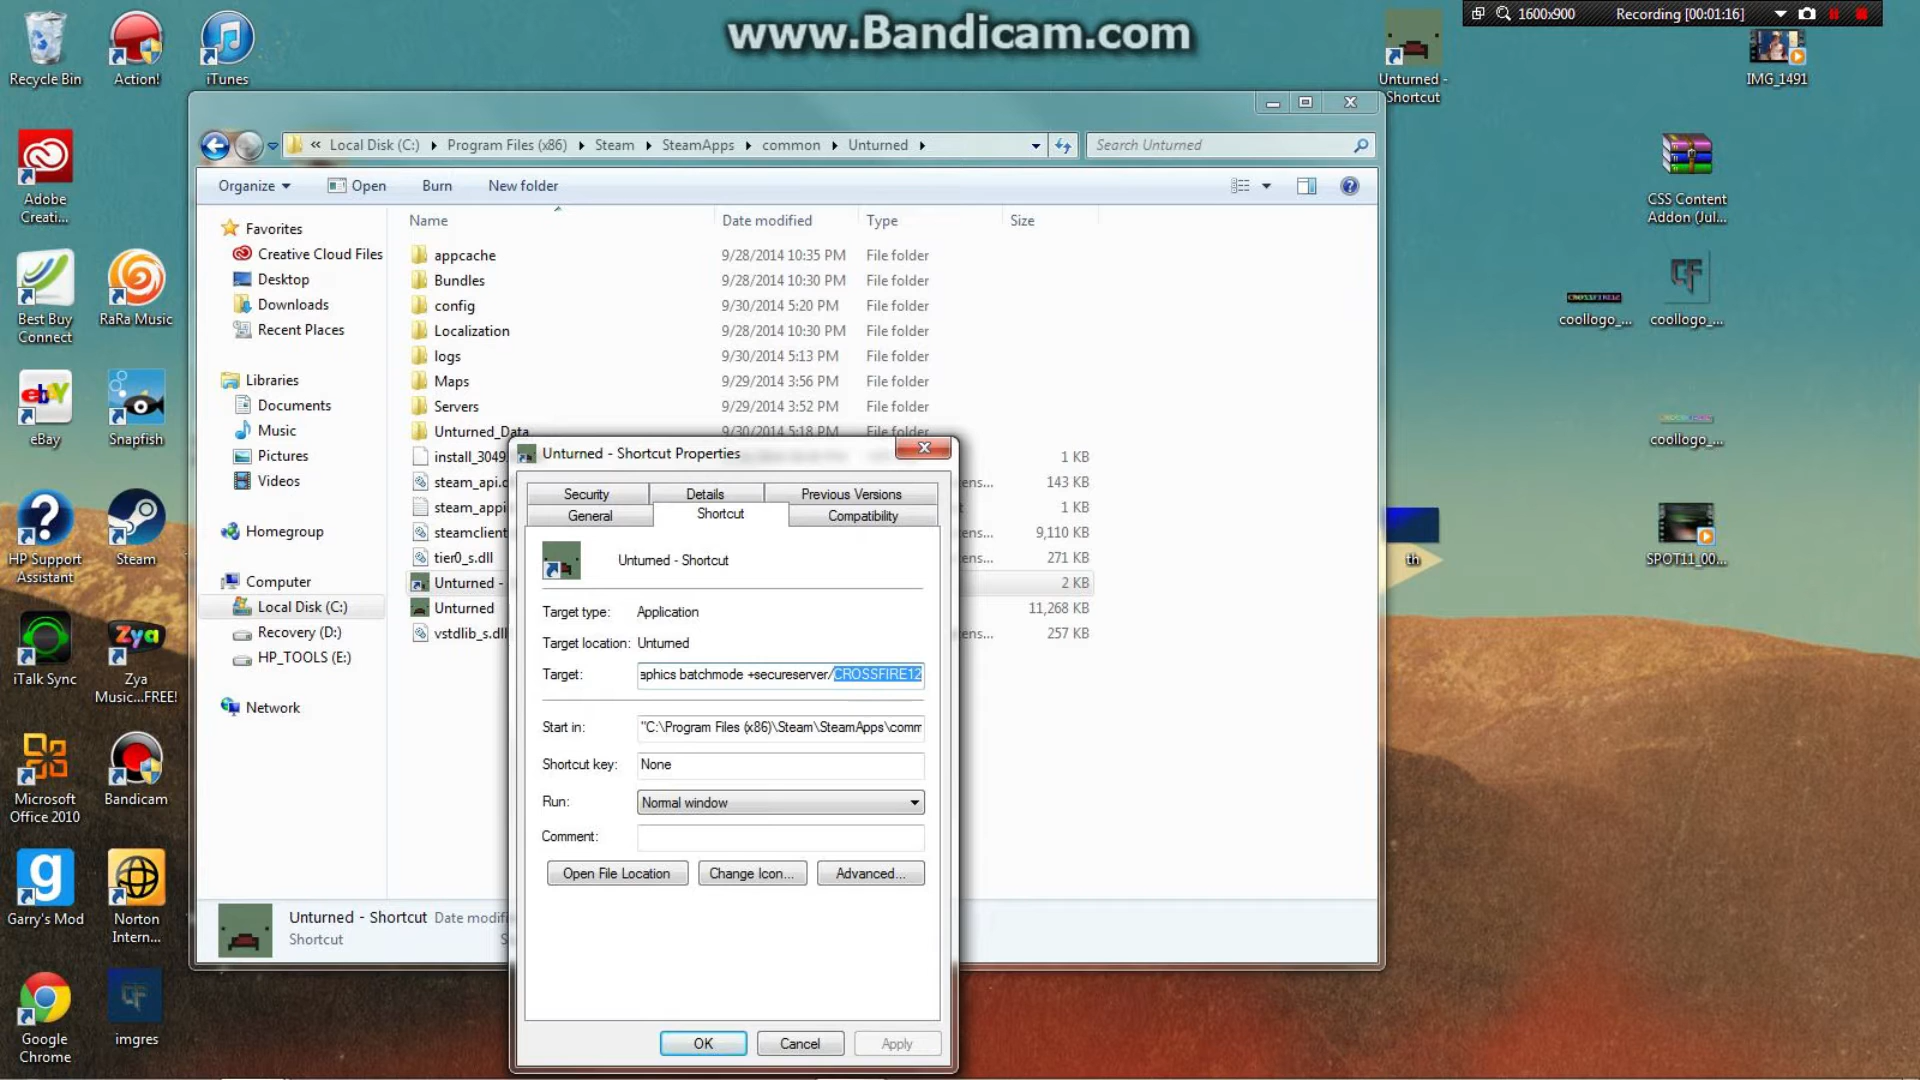 www.Bandicam.com
1600x900
Recording [00:01:16]
Recycle Bin
Action!
iTunes
Unturned -
Shortcut
IMG_1491
Local Disk (C:)
Program Files (x86)
Steam
SteamApps
common
Unturned
Search Unturned
Organize
Open
Burn
New folder
Adobe
Creati...
CSS Content
Addon (Jul...
Name
Date modified
Type
Size
Favorites
Creative Cloud Files
Desktop
Downloads
Recent Places
Libraries
Documents
Music
Pictures
Videos
Homegroup
Computer
Local Disk (C:)
Recovery (D:)
HP_TOOLS (E:)
Network
appcache 9/28/2014 10:35 PM File folder
Bundles 9/28/2014 10:30 PM File folder
config 9/30/2014 5:20 PM File folder
Localization 9/28/2014 10:30 PM File folder
logs 9/30/2014 5:13 PM File folder
Maps 9/29/2014 3:56 PM File folder
Servers 9/29/2014 3:52 PM File folder
Unturned_Data 9/30/2014 5:18 PM File folder
install_3049 1 KB
steam_api.d ens... 143 KB
steam_appi 1 KB
steamclient ens... 9,110 KB
tier0_s.dll ens... 271 KB
Unturned - 2 KB
Unturned 11,268 KB
vstdlib_s.dll ens... 257 KB
Best Buy
Connect
RaRa Music
coollogo_...
coollogo_...
eBay
Snapfish
coollogo_...
HP Support
Assistant
Steam
th
SPOT11_00...
iTalk Sync
Zya
Zya
Music...FREE!
Microsoft
Office 2010
Bandicam
Garry's Mod
Norton
Intern...
Google
Chrome
imgres
Unturned - Shortcut Properties
Security
Details
Previous Versions
General
Shortcut
Compatibility
Unturned - Shortcut
Target type: Application
Target location: Unturned
Target: aphics batchmode +secureserver/CROSSFIRE12
Start in: "C:\Program Files (x86)\Steam\SteamApps\comm
Shortcut key: None
Run: Normal window
Comment:
Open File Location
Change Icon...
Advanced...
OK
Cancel
Apply
Unturned - Shortcut Date modifi
Shortcut